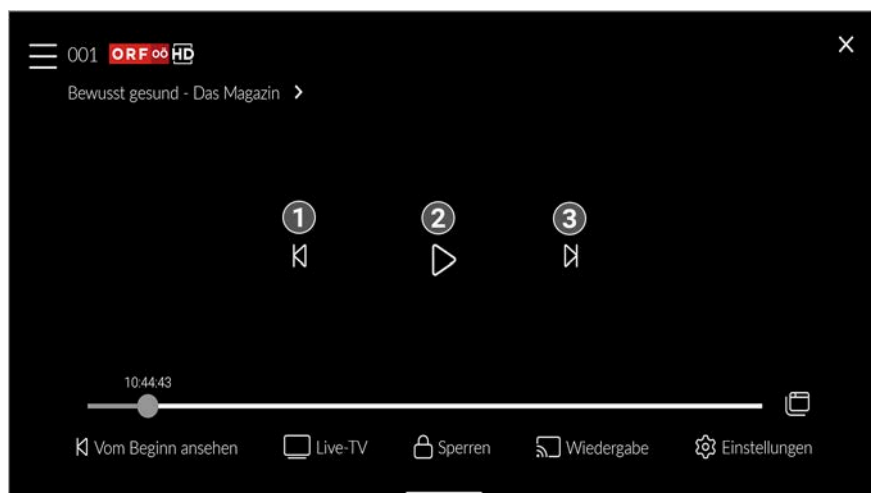 001 ORF oö HD
Bewusst gesund - Das Magazin
1 2 3
10:44:43
Vom Beginn ansehen Live-TV Sperren Wiedergabe Einstellungen